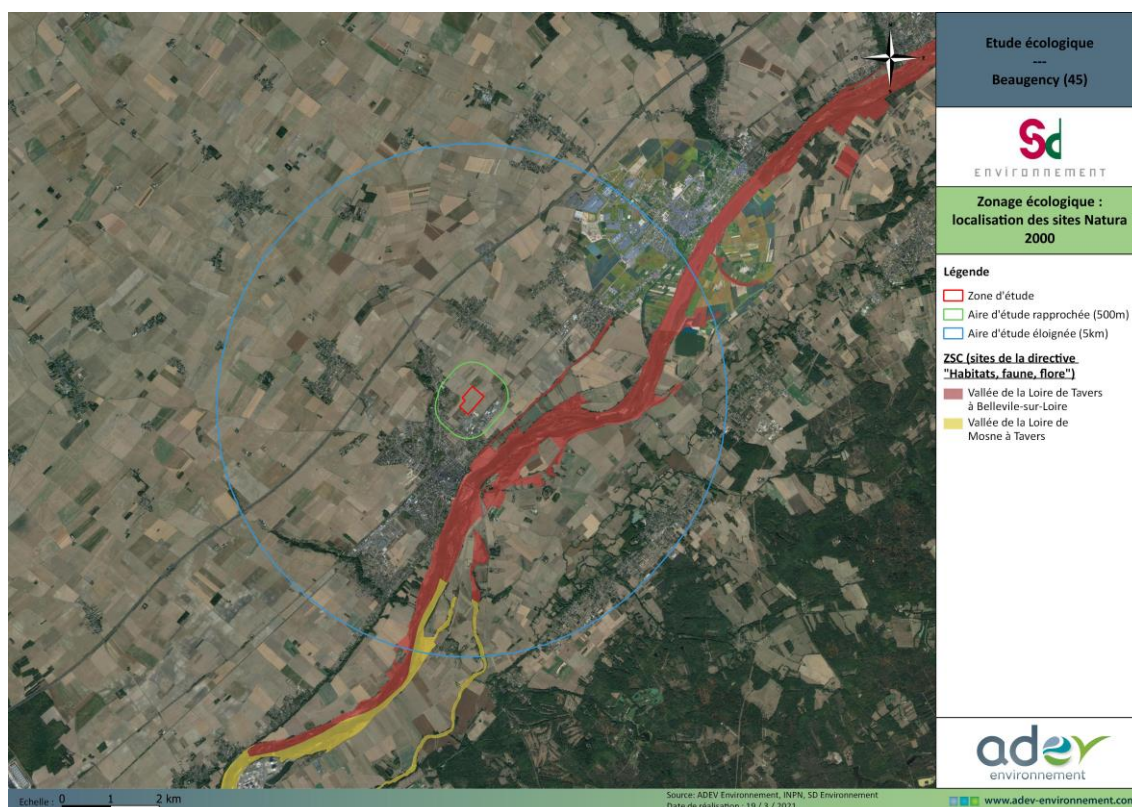 Etude écologique
---
Beaugency (45)
Sd
ENVIRONNEMENT
Zonage écologique :
localisation des sites Natura
2000
Légende
Zone d'étude
Aire d'étude rapprochée (500m)
Aire d'étude éloignée (5km)
ZSC (sites de la directive
"Habitats, faune, flore")
Vallée de la Loire de Tavers
à Bellevile-sur-Loire
Vallée de la Loire de
Mosne à Tavers
adev
environnement
Echelle : 0 1 2 km
Source: ADEV Environnement, INPN, SD Environnement
Date de réalisation : 19 / 3 / 2021
www.adev-environnement.com